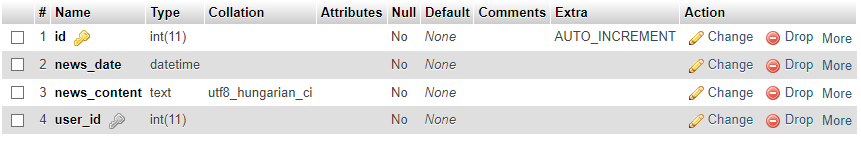 # Name Type Collation Attributes Null Default Comments Extra Action
1 id int(11) No None AUTO_INCREMENT Change Drop More
2 news_date datetime No None Change Drop More
3 news_content text utf8_hungarian_ci No None Change Drop More
4 user_id int(11) No None Change Drop More